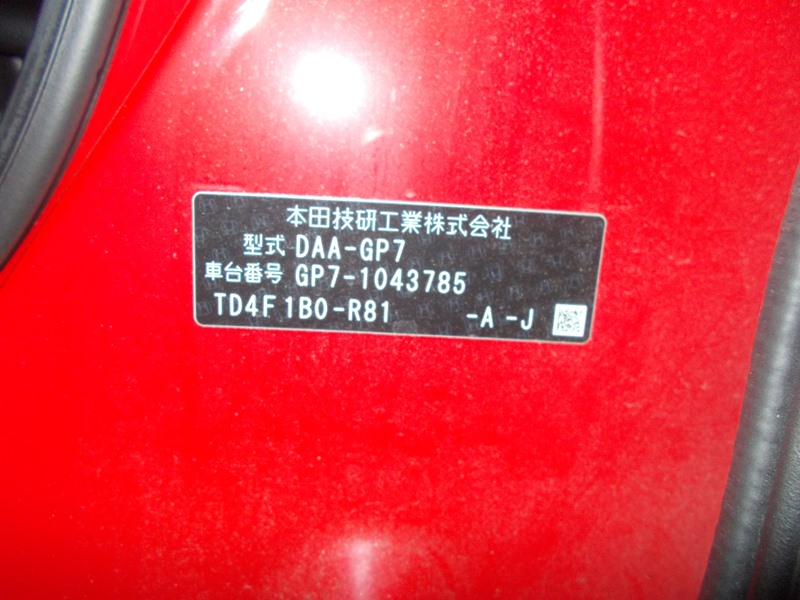 本田技研工業株式会社
型式 DAA-GP7
車台番号 GP7-1043785
TD4F1B0-R81 -A -J